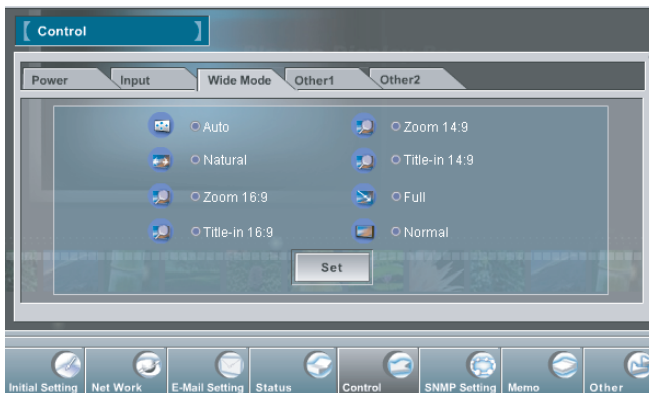 Control
Power Input Wide Mode Other1 Other2
Auto Zoom 14:9
Natural Title-in 14:9
Zoom 16:9 Full
Title-in 16:9 Normal
Set
Initial Setting Net Work E-Mail Setting Status Control SNMP Setting Memo Other